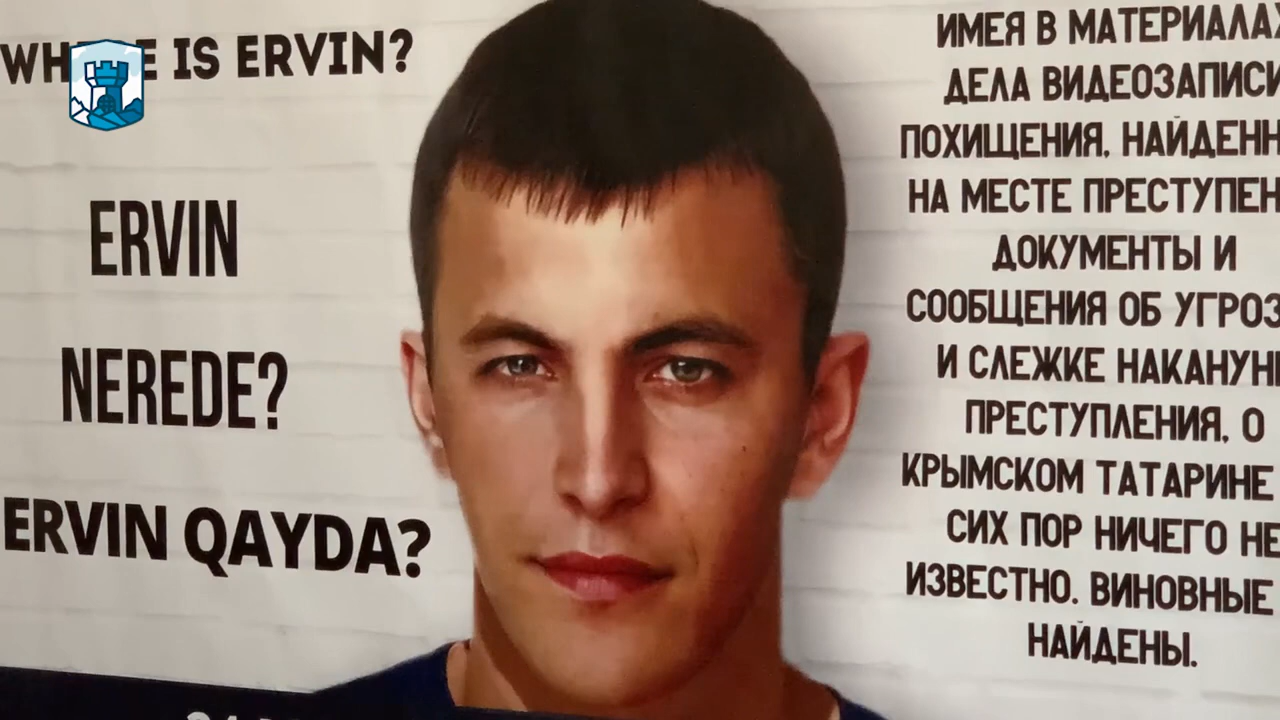 IS ERVIN?
ERVIN
NEREDE?
ERVIN QAYDA?
ИМЕЯ В МАТЕРИАЛАХ
ДЕЛА ВИДЕОЗАПИСИ
ПОХИЩЕНИЯ, НАЙДЕНН
НА МЕСТЕ ПРЕСТУПЕН
ДОКУМЕНТЫ И
СООБЩЕНИЯ ОБ УГРОЗ
И СЛЕЖКЕ НАКАНУН
ПРЕСТУПЛЕНИЯ, О
КРЫМСКОМ ТАТАРИНЕ
СИХ ПОР НИЧЕГО НЕ
ИЗВЕСТНО. ВИНОВНЫЕ
НАЙДЕНЫ.